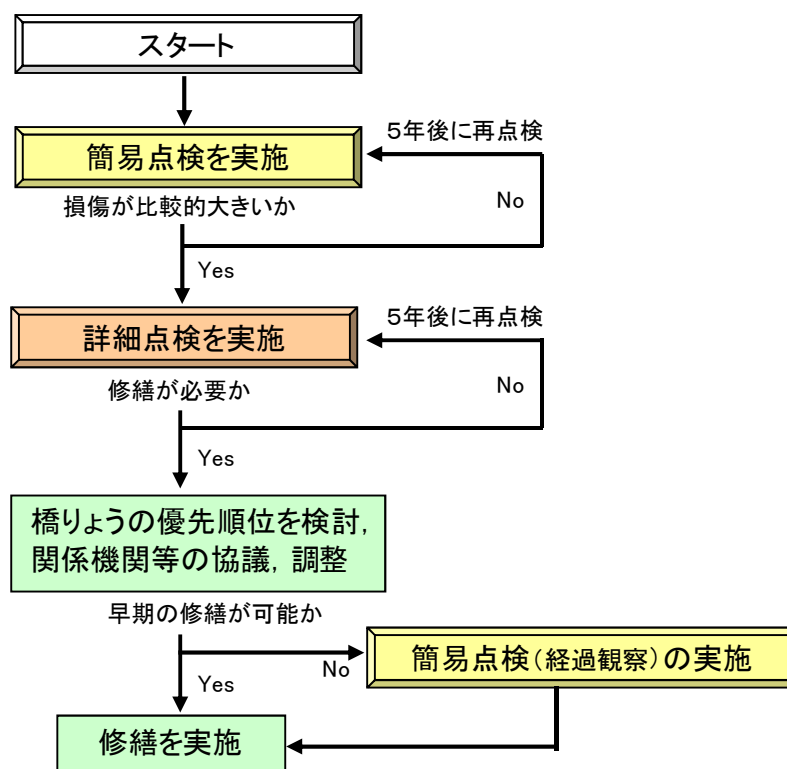 スタート
5年後に再点検
簡易点検を実施
損傷が比較的大きいか
No
Yes
5年後に再点検
詳細点検を実施
修繕が必要か
No
Yes
橋りょうの優先順位を検討，
関係機関等の協議，調整
早期の修繕が可能か
No
簡易点検（経過観察）の実施
Yes
修繕を実施